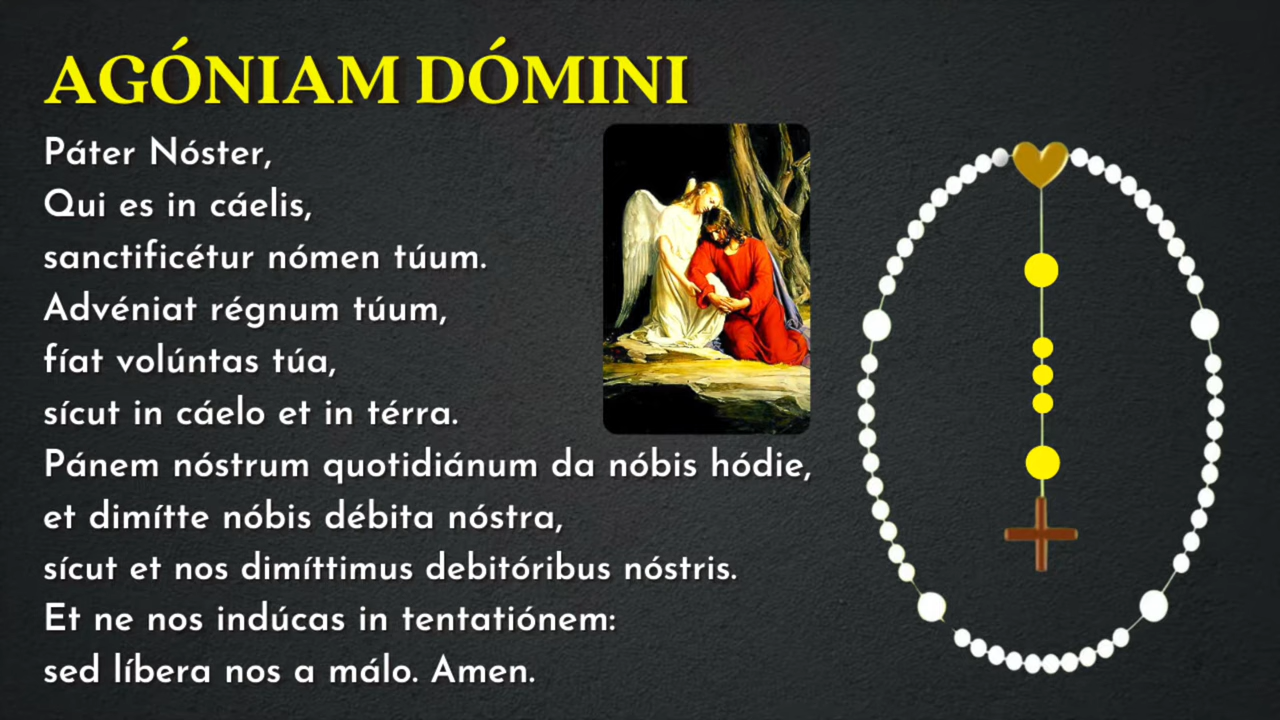 AGÓNIAM DÓMINI
Páter Nóster,
Qui es in cáelis,
sanctificétur nómen túum.
Advéniat régnum túum,
fíat volúntas túa,
sícut in cáelo et in térra.
Pánem nóstrum quotidiánum da nóbis hódie,
et dimítte nóbis débita nóstra,
sícut et nos dimíttimus debitóribus nóstris.
Et ne nos indúcas in tentatiónem:
sed líbera nos a málo. Amen.